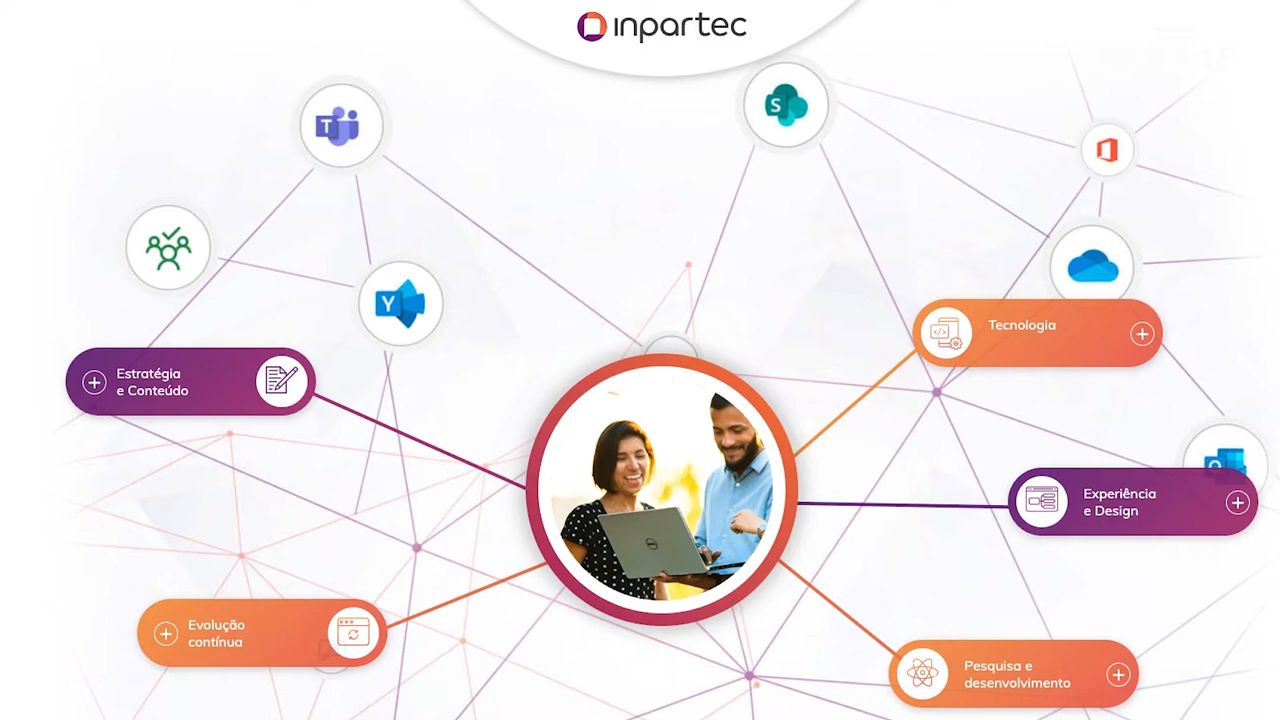 inpartec
T
S
Y
Tecnologia
Estratégia
e Conteúdo
Experiência
e Design
Evolução
contínua
Pesquisa e
desenvolvimento